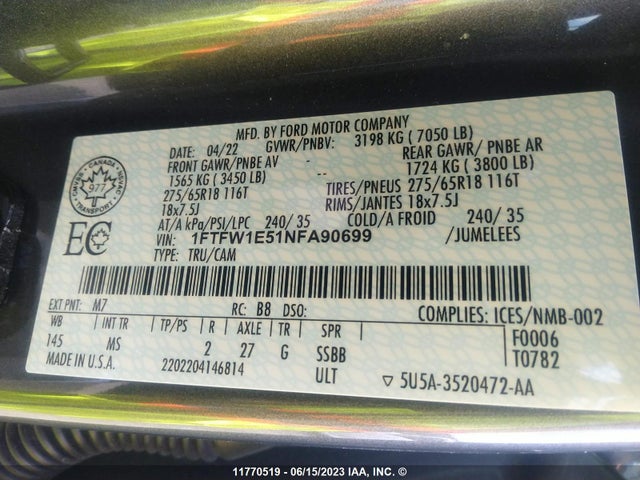 MFD. BY FORD MOTOR COMPANY
DATE: 04/22 GVWR/PNBV: 3198 KG ( 7050 LB)
FRONT GAWR/PNBE AV - REAR GAWR/ PNBE AR
1565 KG ( 3450 LB) - 1724 KG ( 3800 LB)
275/65R18 116T TIRES/PNEUS 275/65R18 116T
18x7.5J RIMS/JANTES 18x7.5J
AT/A kPa/PSI/LPC 240/ 35 COLD/A FROID 240/ 35
VIN: 1FTFW1E51NFA90699 /JUMELEES
TYPE: TRU/CAM
CANADA
977
TRANSPORT
EC
EXT PNT: M7 RC: B8 DSO: COMPLIES: ICES/NMB-002
WB INT TR TP/PS R AXLE TR SPR F0006
145 MS 2 27 G SSBB T0782
MADE IN U.S.A. 2202204146814 ULT ▽ 5U5A-3520472-AA
11770519 - 06/15/2023 IAA, INC. ©